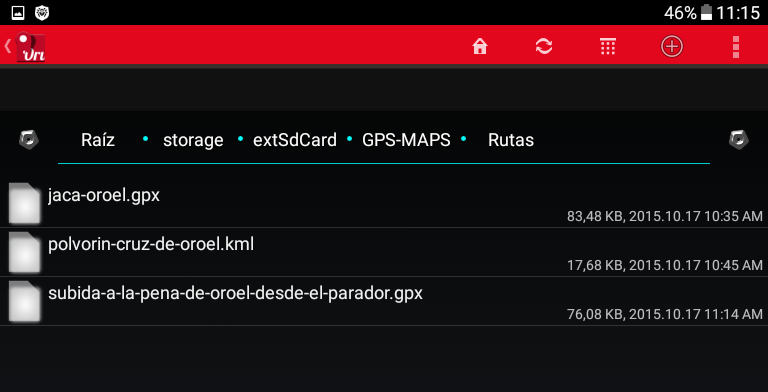 46% 11:15
'Uru
Raíz storage extSdCard GPS-MAPS Rutas
jaca-oroel.gpx
83,48 KB, 2015.10.17 10:35 AM
polvorin-cruz-de-oroel.kml
17,68 KB, 2015.10.17 10:45 AM
subida-a-la-pena-de-oroel-desde-el-parador.gpx
76,08 KB, 2015.10.17 11:14 AM